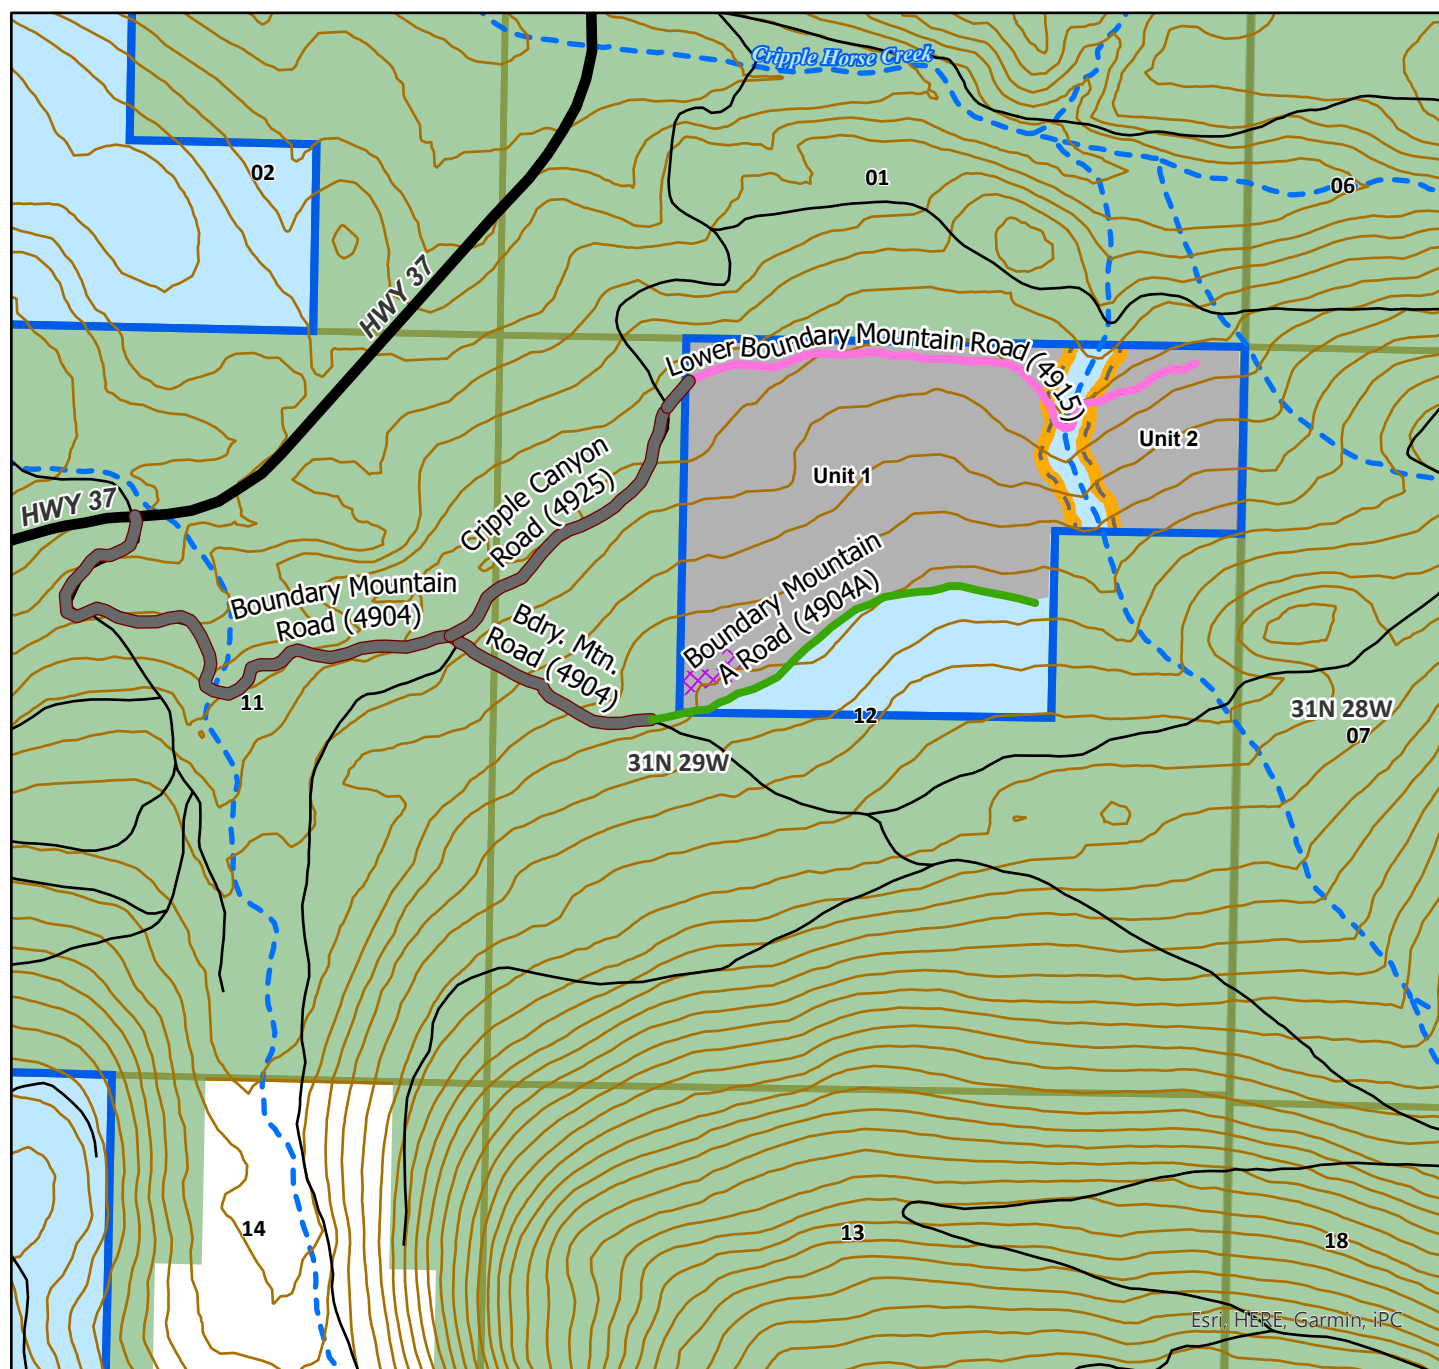 Cripple Horse Creek
02
01
06
HWY 37
Lower Boundary Mountain Road (4915)
Unit 2
Unit 1
Cripple Canyon
Road (4925)
HWY 37
Boundary Mountain
A Road (4904A)
Boundary Mountain
Road (4904)
Bdry. Mtn.
Road (4904)
11
12
31N 28W
07
31N 29W
14
13
18
Esri, HERE, Garmin, iPC